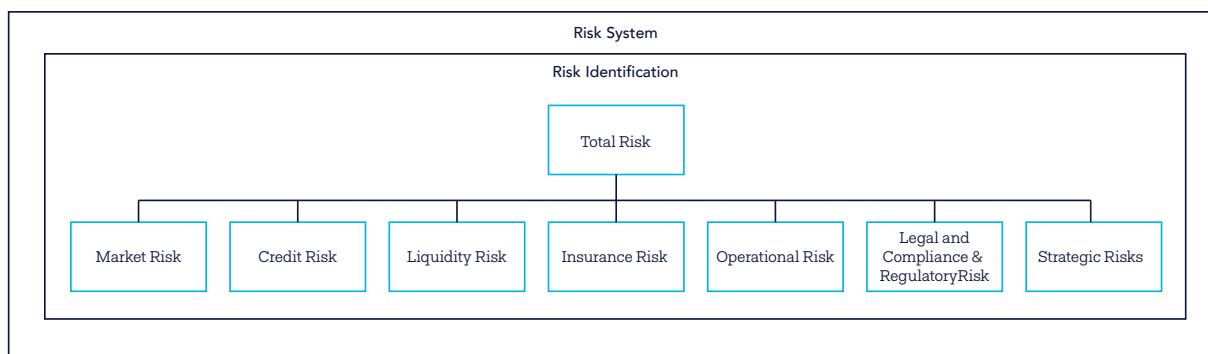 Risk System
Risk Identification
Total Risk
Market Risk
Credit Risk
Liquidity Risk
Insurance Risk
Operational Risk
Legal and
Compliance &
RegulatoryRisk
Strategic Risks